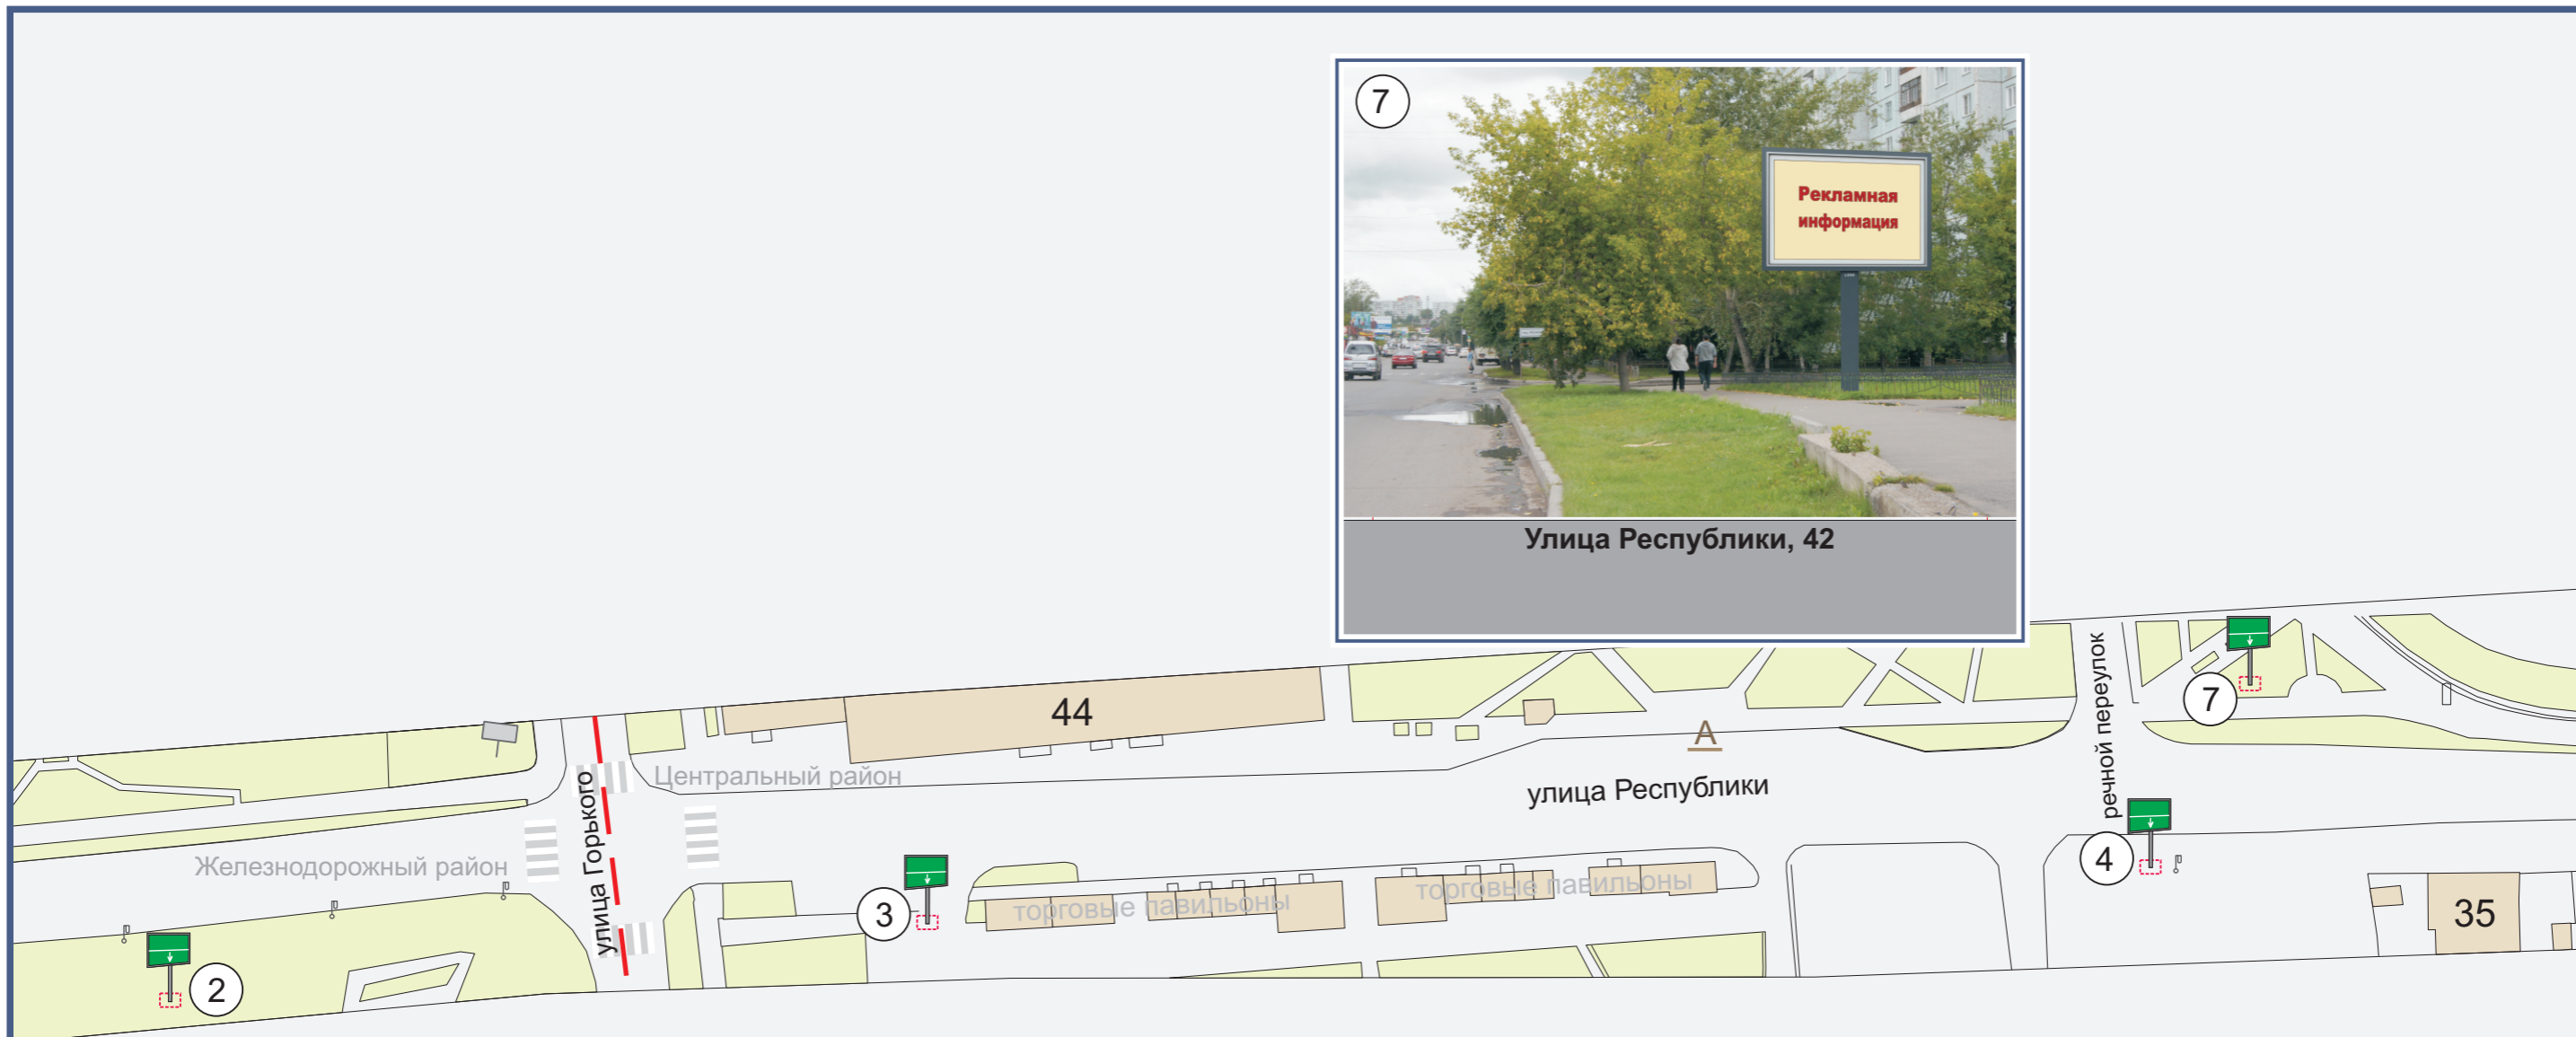 7
Рекламная
информация
Улица Республики, 42
44
А
речной переулок
7
Центральный район
улица Горького
улица Республики
Железнодорожный район
3
торговые павильоны
торговые павильоны
4
35
2